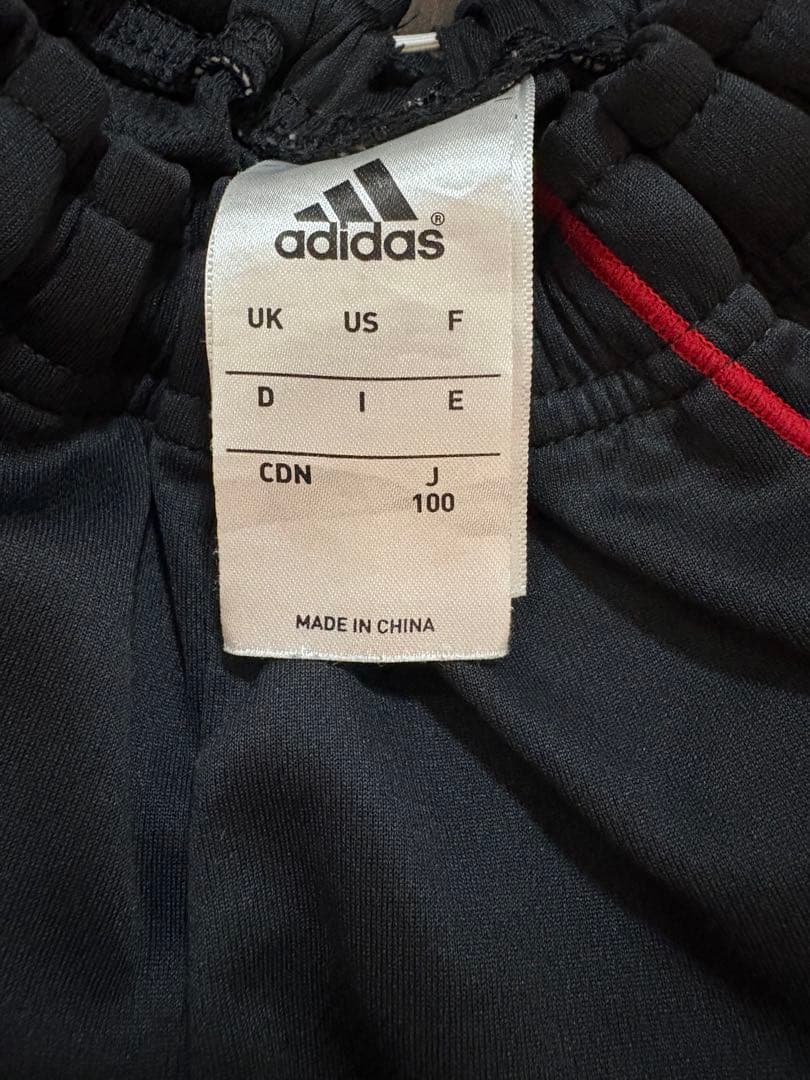 adidas®
UK US F
D I E
CDN J
100
MADE IN CHINA